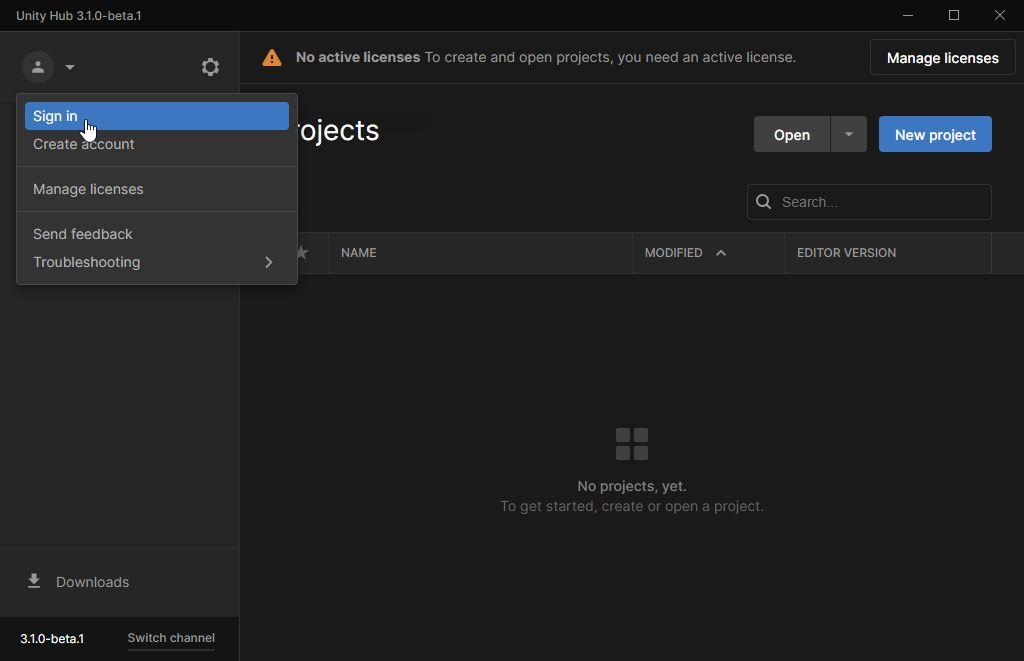 Unity Hub 3.1.0-beta.1
No active licenses To create and open projects, you need an active license.
Manage licenses
Sign in
Create account
Manage licenses
Send feedback
Troubleshooting
ojects
Open
New project
Search...
NAME
MODIFIED
EDITOR VERSION
No projects, yet.
To get started, create or open a project.
Downloads
3.1.0-beta.1
Switch channel